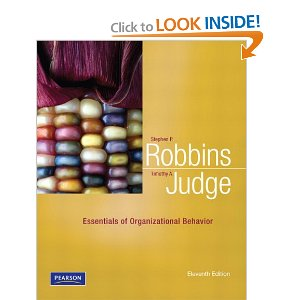 Click to LOOK INSIDE!
Stephen P.
Robbins
Timothy A.
Judge
Essentials of Organizational Behavior
PEARSON
Eleventh Edition